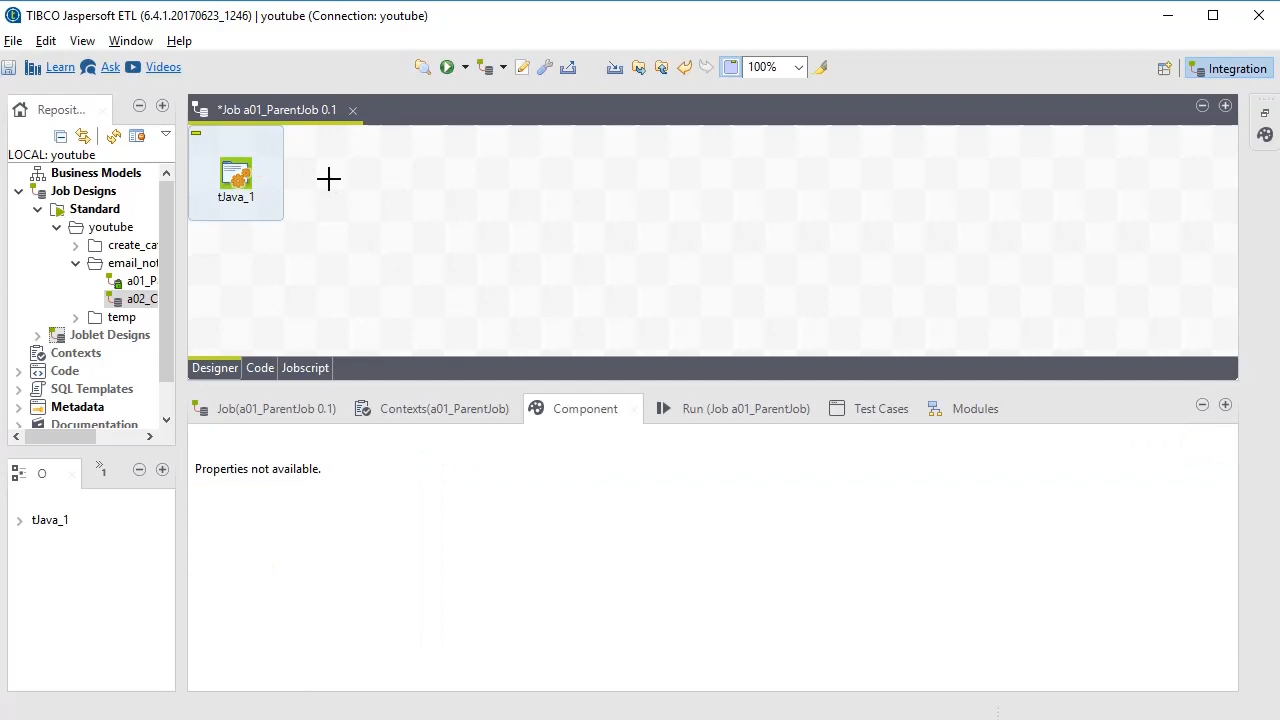 TIBCO Jaspersoft ETL (6.4.1.20170623_1246) | youtube (Connection: youtube)
File Edit View Window Help
Learn Ask Videos
100%
Integration
Reposit...
*Job a01_ParentJob 0.1
LOCAL: youtube
Business Models
Job Designs
Standard
youtube
create_ca
email_not
a01_P
a02_C
temp
Joblet Designs
Contexts
Code
SQL Templates
Metadata
Documentation
tJava_1
Designer Code Jobscript
Job(a01_ParentJob 0.1) Contexts(a01_ParentJob) Component Run (Job a01_ParentJob) Test Cases Modules
Properties not available.
O
1
tJava_1